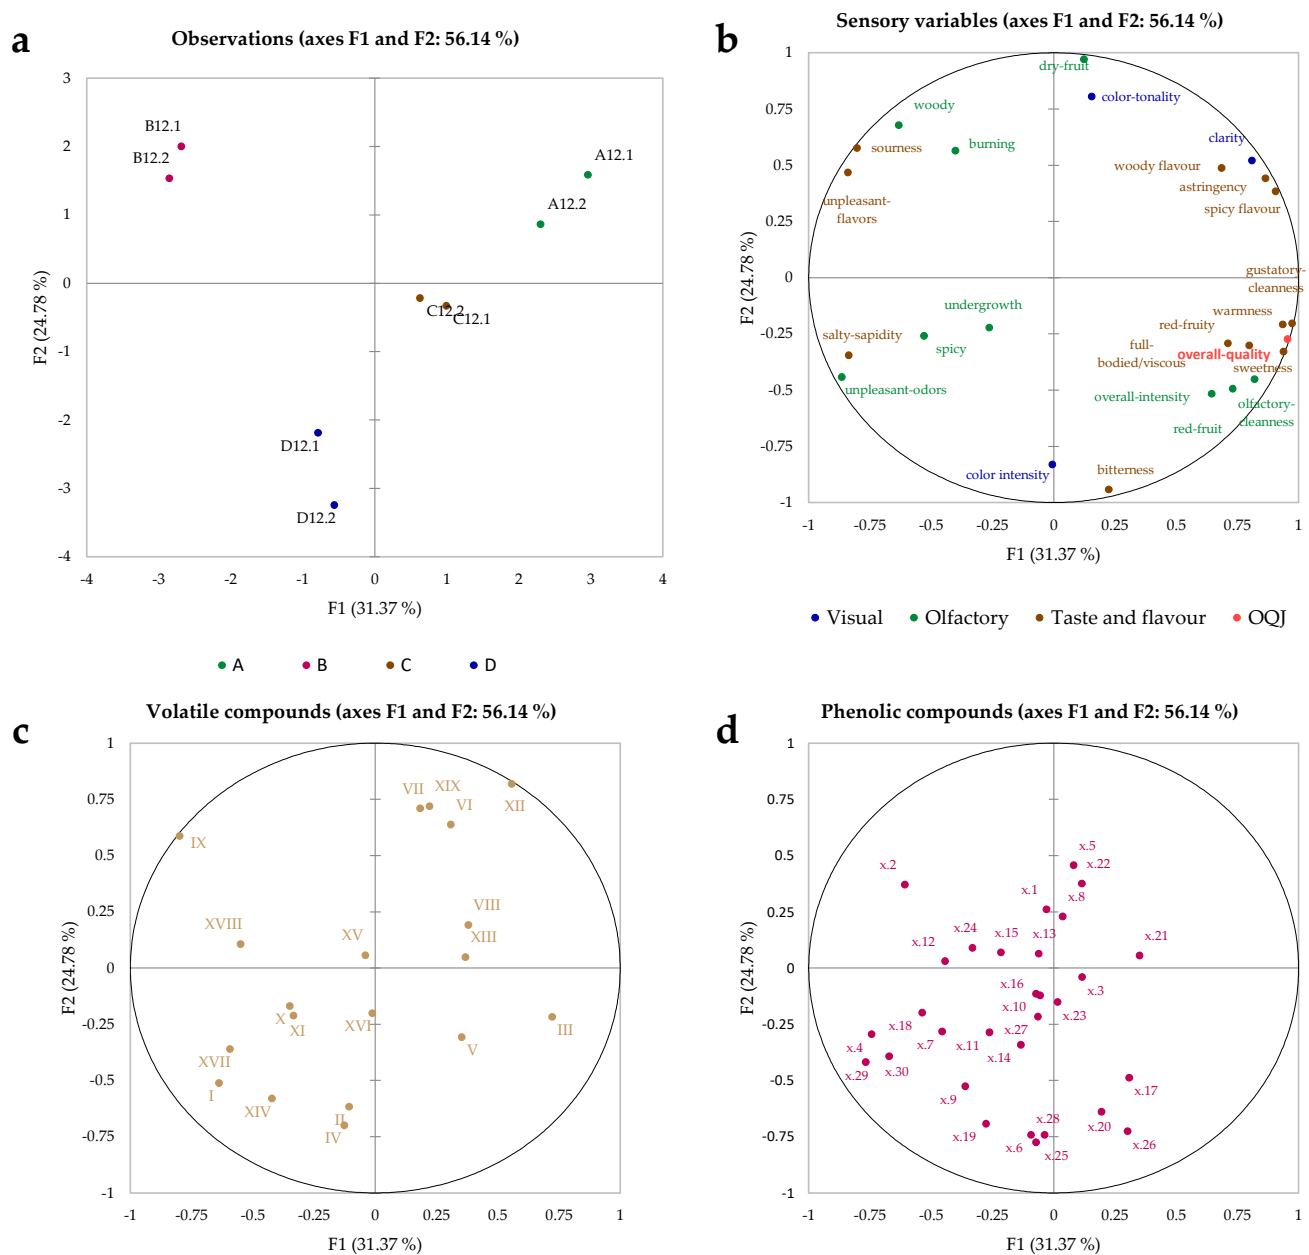 a
Observations (axes F1 and F2: 56.14 %)
3
2
1
0
-1
-2
-3
-4
F2 (24.78 %)
B12.1
B12.2
A12.1
A12.2
C12.2
C12.1
D12.1
D12.2
-4
-3
-2
-1
0
1
2
3
4
F1 (31.37 %)
A
B
C
D
b
Sensory variables (axes F1 and F2: 56.14 %)
1
0.75
0.5
0.25
0
-0.25
-0.5
-0.75
-1
F2 (24.78 %)
dry-fruit
color-tonality
woody
clarity
sourness
burning
woody flavour
astringency
unpleasant-
flavors
spicy flavour
gustatory-
cleanness
undergrowth
warmness
salty-sapidity
red-fruity
spicy
full-
bodied/viscous
overall-quality
sweetness
unpleasant-odors
overall-intensity
olfactory-
cleanness
red-fruit
color intensity
bitterness
-1
-0.75
-0.5
-0.25
0
0.25
0.5
0.75
1
F1 (31.37 %)
Visual
Olfactory
Taste and flavour
OQJ
c
Volatile compounds (axes F1 and F2: 56.14 %)
1
0.75
0.5
0.25
0
-0.25
-0.5
-0.75
-1
F2 (24.78 %)
VII
XIX
VI
XII
IX
VIII
XVIII
XV
XIII
X
XI
XVI
III
V
XVII
I
XIV
II
IV
-1
-0.75
-0.5
-0.25
0
0.25
0.5
0.75
1
F1 (31.37 %)
d
Phenolic compounds (axes F1 and F2: 56.14 %)
1
0.75
0.5
0.25
0
-0.25
-0.5
-0.75
-1
F2 (24.78 %)
x.5
x.2
x.22
x.1
x.8
x.24
x.15
x.13
x.21
x.12
x.16
x.3
x.10
x.23
x.18
x.27
x.7
x.11
x.4
x.14
x.29
x.30
x.17
x.9
x.28
x.20
x.19
x.6
x.26
x.25
-1
-0.75
-0.5
-0.25
0
0.25
0.5
0.75
1
F1 (31.37 %)